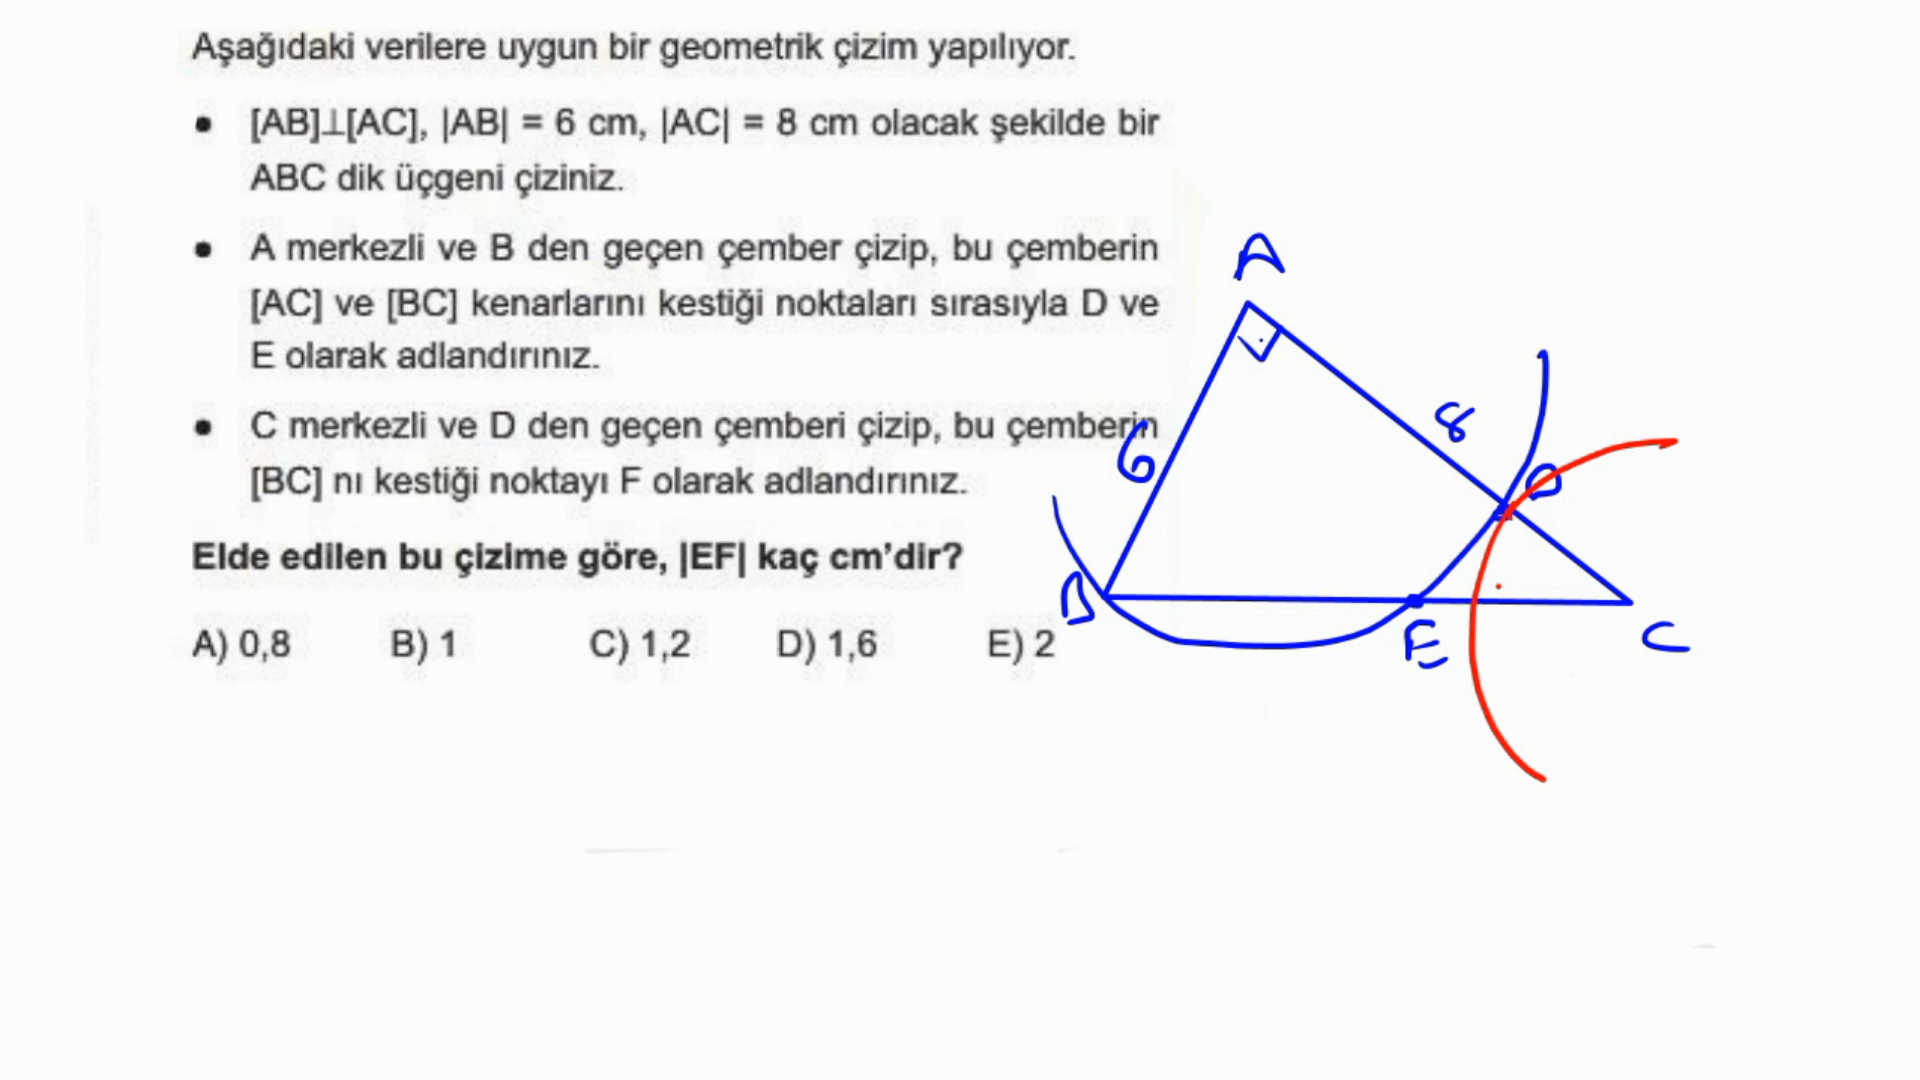 Aşağıdaki verilere uygun bir geometrik çizim yapılıyor.
• [AB]⊥[AC], |AB| = 6 cm, |AC| = 8 cm olacak şekilde bir
ABC dik üçgeni çiziniz.
• A merkezli ve B den geçen çember çizip, bu çemberin
[AC] ve [BC] kenarlarını kestiği noktaları sırasıyla D ve
E olarak adlandırınız.
• C merkezli ve D den geçen çemberi çizip, bu çemberin
[BC] nı kestiği noktayı F olarak adlandırınız.
Elde edilen bu çizime göre, |EF| kaç cm'dir?
A) 0,8 B) 1 C) 1,2 D) 1,6 E) 2
A
8
6
D
B
E
C